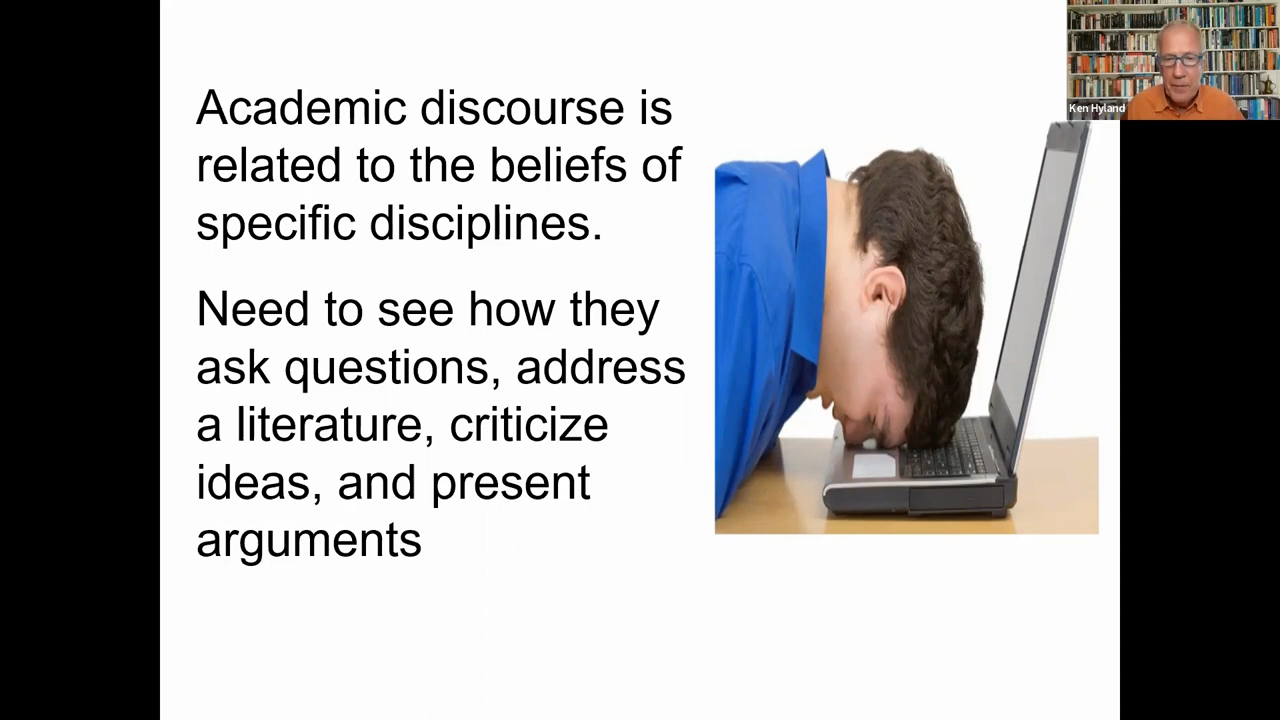 Academic discourse is
related to the beliefs of
specific disciplines.
Need to see how they
ask questions, address
a literature, criticize
ideas, and present
arguments
Ken Hyland